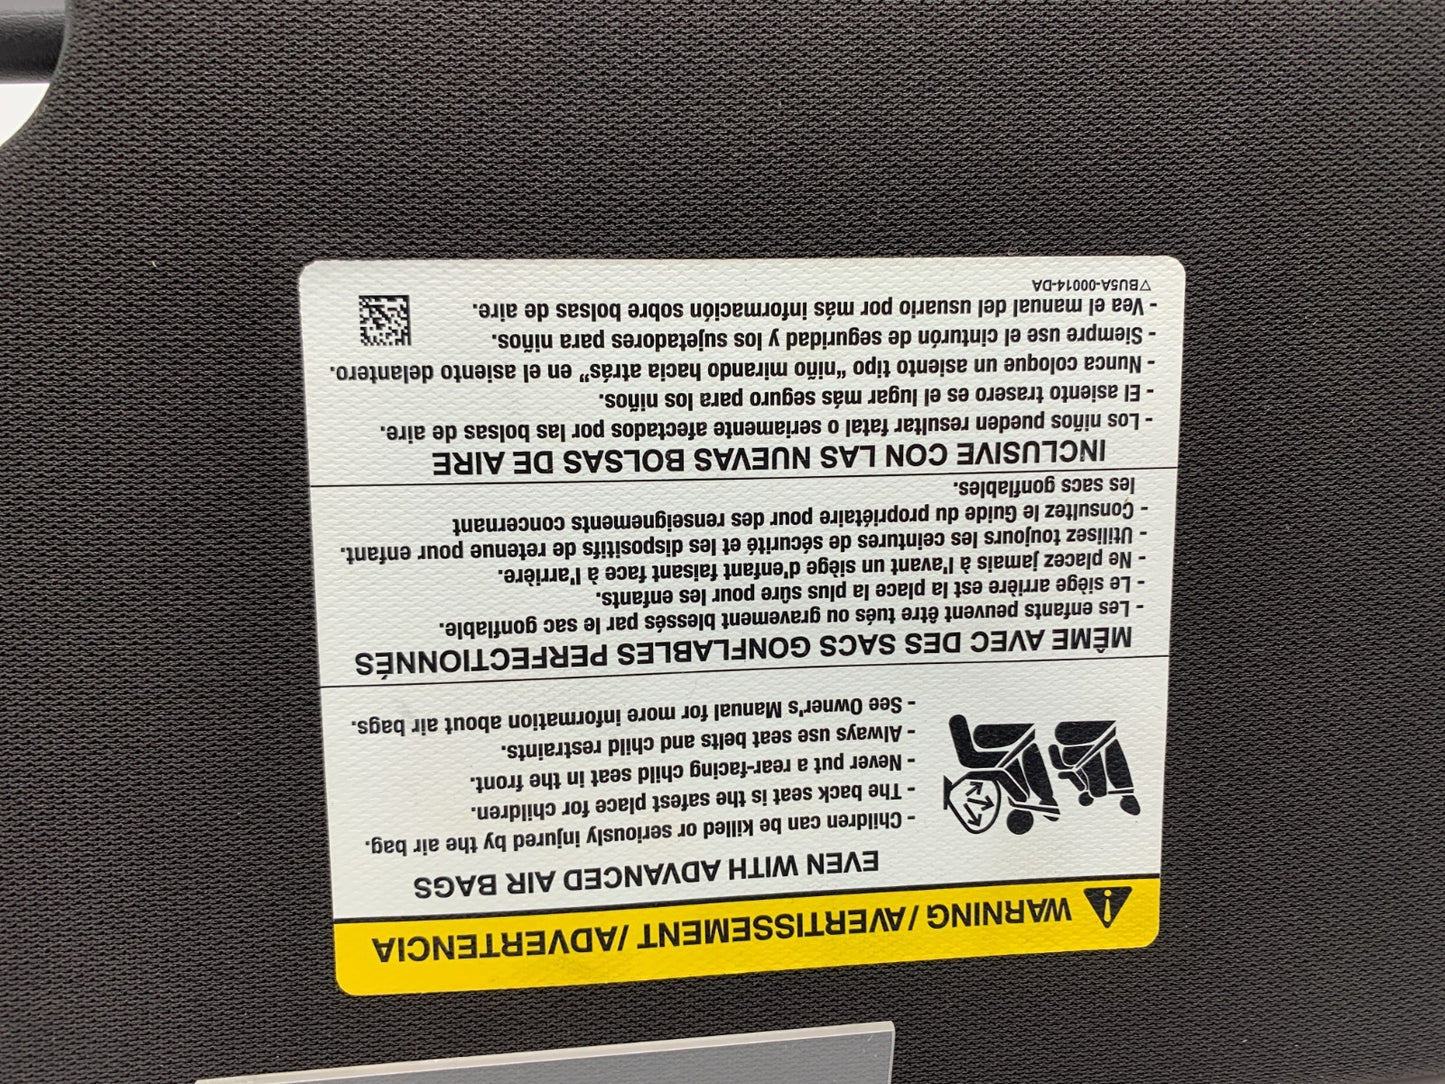 WARNING / AVERTISSEMENT / ADVERTENCIA
EVEN WITH ADVANCED AIR BAGS
- Children can be killed or seriously injured by the air bag.
- The back seat is the safest place for children.
- Never put a rear-facing child seat in the front.
- Always use seat belts and child restraints.
- See Owner's Manual for more information about air bags.
MÊME AVEC DES SACS GONFLABLES PERFECTIONNÉS
- Les enfants peuvent être tués ou gravement blessés par le sac gonflable.
- Le siège arrière est la place la plus sûre pour les enfants.
- Ne placez jamais à l'avant un siège d'enfant faisant face à l'arrière.
- Utilisez toujours les ceintures de sécurité et les dispositifs de retenue pour enfant.
- Consultez le Guide du propriétaire pour des renseignements concernant
les sacs gonflables.
INCLUSIVE CON LAS NUEVAS BOLSAS DE AIRE
- Los niños pueden resultar fatal o seriamente afectados por las bolsas de aire.
- El asiento trasero es el lugar más seguro para los niños.
- Nunca coloque un asiento tipo "niño mirando hacia atrás" en el asiento delantero.
- Siempre use el cinturón de seguridad y los sujetadores para niños.
- Vea el manual del usuario por más información sobre bolsas de aire.
▽BU5A-00014-DA